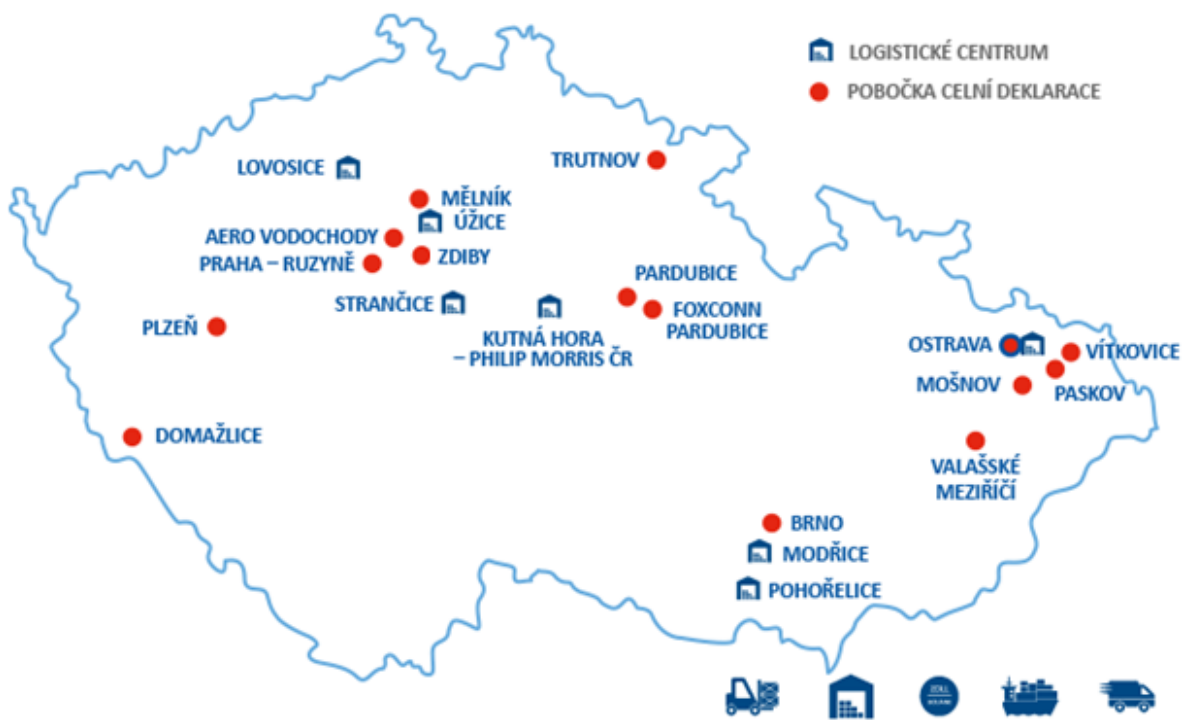 LOGISTICKÉ CENTRUM
POBOČKA CELNÍ DEKLARACE
TRUTNOV
LOVOSICE
MĚLNÍK
ÚŽICE
AERO VODOCHODY
ZDIBY
PRAHA – RUZYNĚ
PARDUBICE
STRANČICE
FOXCONN
PARDUBICE
PLZEŇ
KUTNÁ HORA
– PHILIP MORRIS ČR
OSTRAVA
VÍTKOVICE
MOŠNOV
PASKOV
DOMAŽLICE
VALAŠSKÉ
MEZIŘÍČÍ
BRNO
MODŘICE
POHOŘELICE
ZOLL